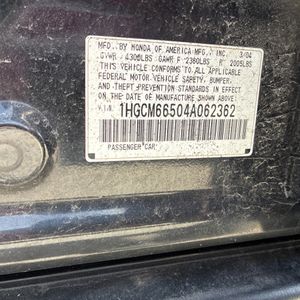 MFD. BY HONDA OF AMERICA MFG., INC. 3/04
GVWR 4300LBS GAWR F 2360LBS R 2005LBS
THIS VEHICLE CONFORMS TO ALL APPLICABLE
FEDERAL MOTOR VEHICLE SAFETY, BUMPER,
AND THEFT PREVENTION STANDARDS IN EFFECT ON
THE DATE OF MANUFACTURE SHOWN ABOVE.
V.I.N. 1HGCM66504A062362
PASSENGER CAR